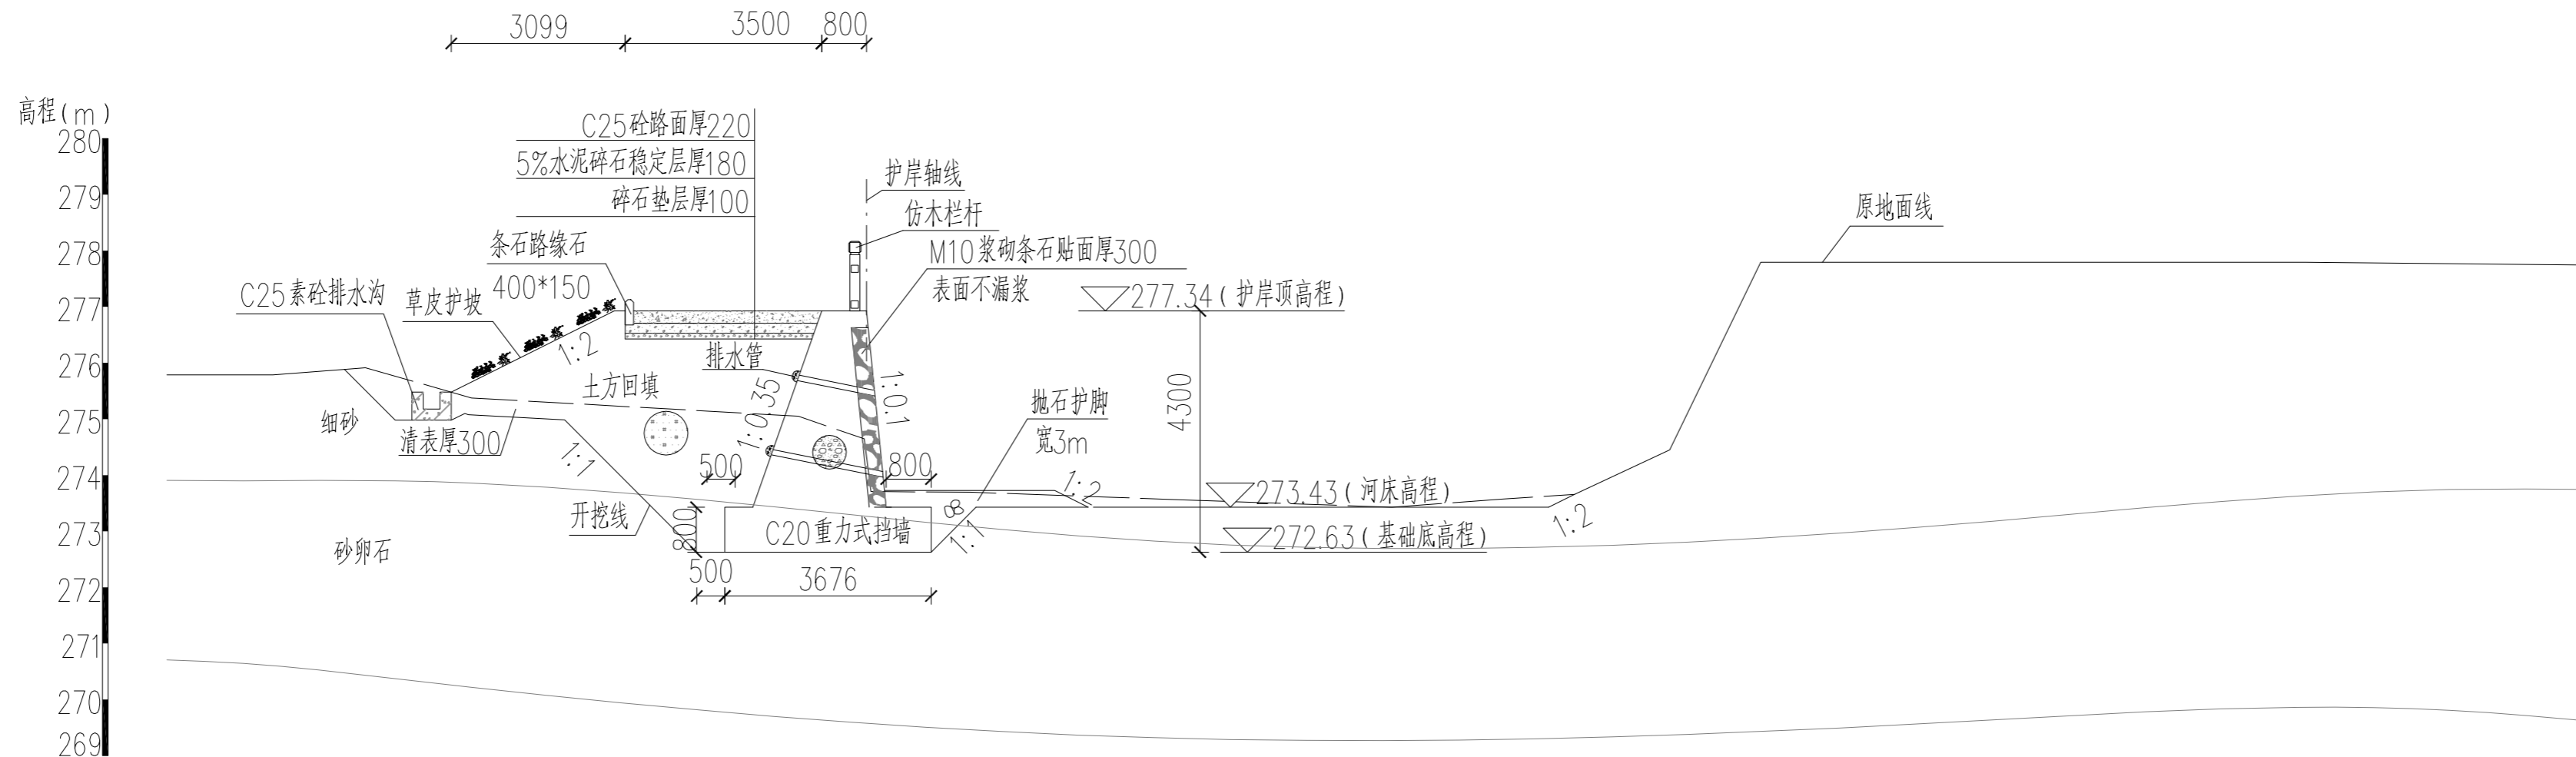 3099
3500
800
高程(m)
280
279
278
277
276
275
274
273
272
271
270
269
C25砼路面厚220
5%水泥碎石稳定层厚180
碎石垫层厚100
护岸轴线
仿木栏杆
M10浆砌条石贴面厚300
表面不漏浆
原地面线
条石路缘石
400*150
C25素砼排水沟
草皮护坡
277.34(护岸顶高程)
1:2
排水管
土方回填
1:0.35
1:0.1
抛石护脚
宽3m
4300
细砂
清表厚300
1:1
500
800
1:2
273.43(河床高程)
开挖线
800
C20重力式挡墙
1:1
272.63(基础底高程)
1:2
砂卵石
500
3676